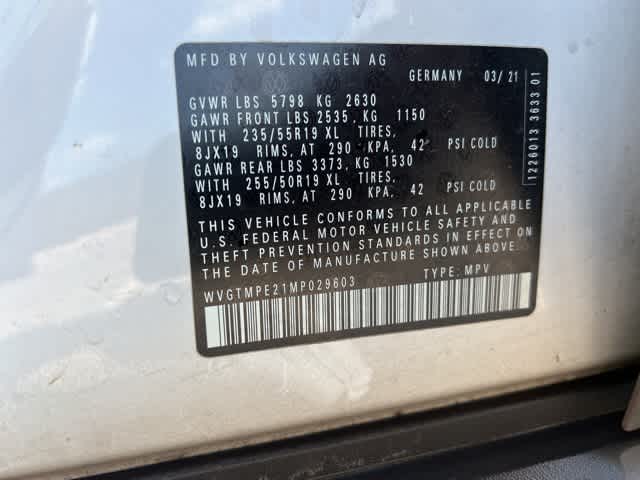 MFD BY VOLKSWAGEN AG
GERMANY 03/21
GVWR LBS 5798 KG 2630
GAWR FRONT LBS 2535, KG 1150
WITH 235/55R19 XL TIRES,
8JX19 RIMS, AT 290 KPA, 42 PSI COLD
GAWR REAR LBS 3373, KG 1530
WITH 255/50R19 XL TIRES,
8JX19 RIMS, AT 290 KPA, 42 PSI COLD
THIS VEHICLE CONFORMS TO ALL APPLICABLE
U.S. FEDERAL MOTOR VEHICLE SAFETY AND
THEFT PREVENTION STANDARDS IN EFFECT ON
THE DATE OF MANUFACTURE SHOWN ABOVE.
WVGTMPE21MP029603 TYPE: MPV
1226013 3633 01